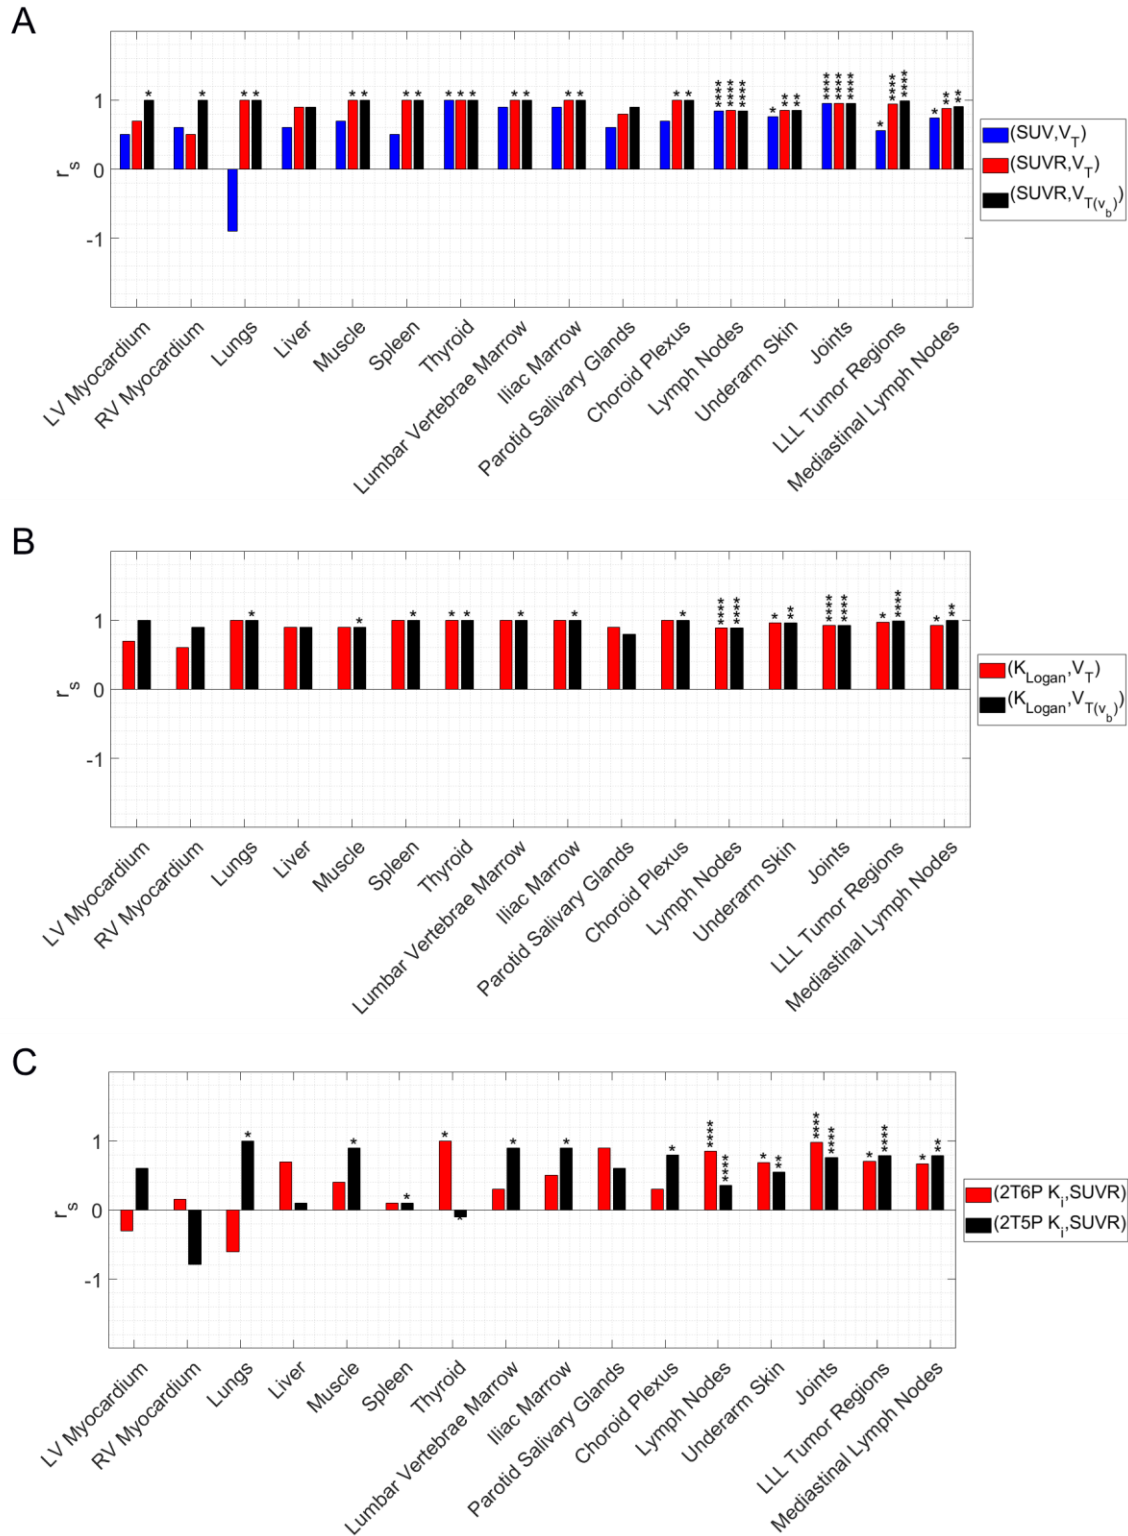 A
1
0
-1
r_s
* * * * * * * * * * * * * * * * * * **** **** **** * ** ** **** **** **** * **** **** * ** **
(SUV,V_T)
(SUVR,V_T)
(SUVR,V_T(v_b))
LV Myocardium
RV Myocardium
Lungs
Liver
Muscle
Spleen
Thyroid
Lumbar Vertebrae Marrow
Iliac Marrow
Parotid Salivary Glands
Choroid Plexus
Lymph Nodes
Underarm Skin
Joints
LLL Tumor Regions
Mediastinal Lymph Nodes
B
1
0
-1
r_s
* * * * * * * * **** **** * ** **** **** * **** * **
(K_Logan,V_T)
(K_Logan,V_T(v_b))
LV Myocardium
RV Myocardium
Lungs
Liver
Muscle
Spleen
Thyroid
Lumbar Vertebrae Marrow
Iliac Marrow
Parotid Salivary Glands
Choroid Plexus
Lymph Nodes
Underarm Skin
Joints
LLL Tumor Regions
Mediastinal Lymph Nodes
C
1
0
-1
r_s
* * * * * * * * **** **** * ** **** **** * **** * **
(2T6P K_i,SUVR)
(2T5P K_i,SUVR)
LV Myocardium
RV Myocardium
Lungs
Liver
Muscle
Spleen
Thyroid
Lumbar Vertebrae Marrow
Iliac Marrow
Parotid Salivary Glands
Choroid Plexus
Lymph Nodes
Underarm Skin
Joints
LLL Tumor Regions
Mediastinal Lymph Nodes